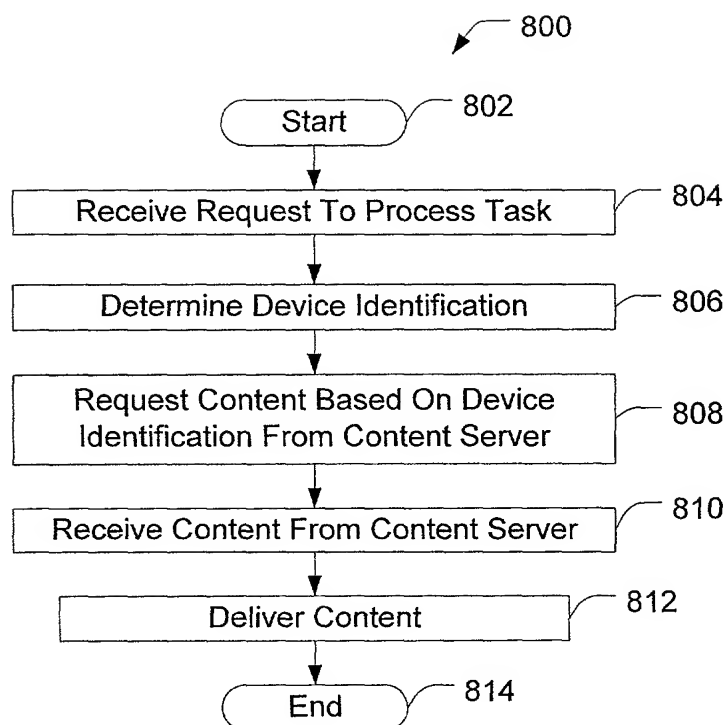 800
Start
802
Receive Request To Process Task
804
Determine Device Identification
806
Request Content Based On Device
Identification From Content Server
808
Receive Content From Content Server
810
Deliver Content
812
End
814